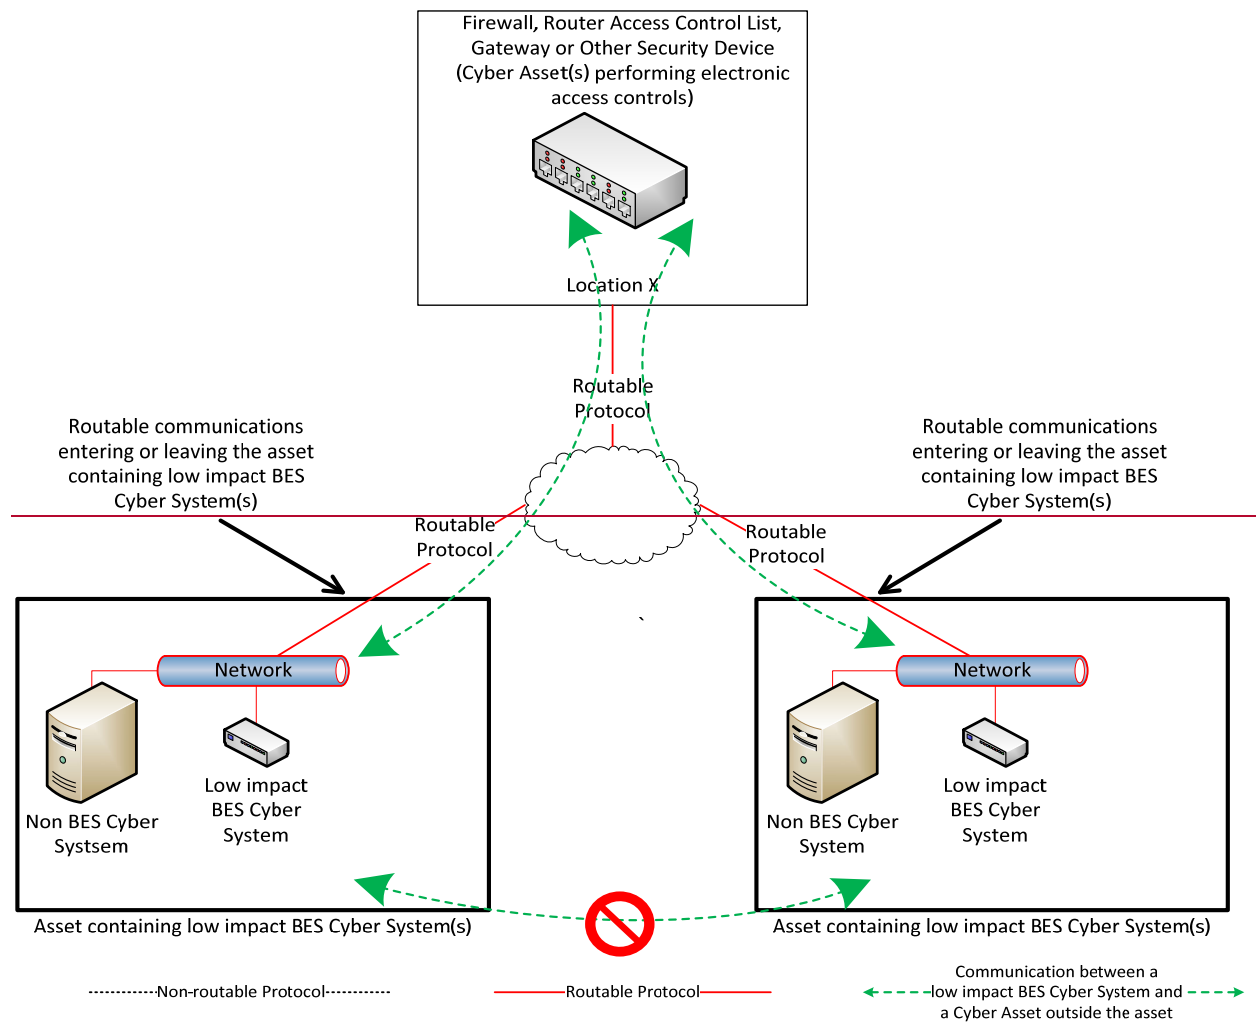 Firewall, Router Access Control List,
Gateway or Other Security Device
(Cyber Asset(s) performing electronic
access controls)
Location X
Routable
Protocol
Routable communications
entering or leaving the asset
containing low impact BES
Cyber System(s)
Routable communications
entering or leaving the asset
containing low impact BES
Cyber System(s)
Routable
Protocol
Routable
Protocol
Network
Non BES Cyber
Systsem
Low impact
BES Cyber
System
Network
Non BES Cyber
System
Low impact
BES Cyber
System
Asset containing low impact BES Cyber System(s)
Asset containing low impact BES Cyber System(s)
Non-routable Protocol
Routable Protocol
Communication between a
low impact BES Cyber System and
a Cyber Asset outside the asset